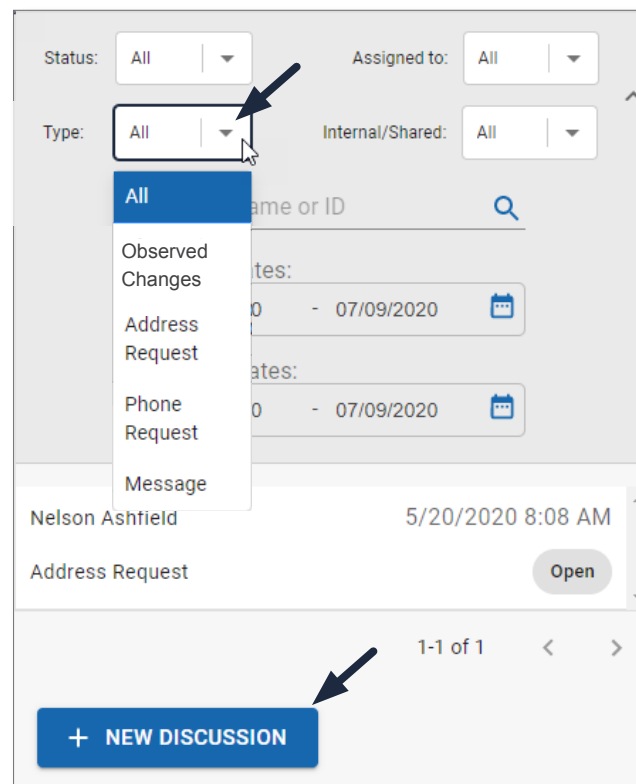 Status: All Assigned to: All
Type: All Internal/Shared: All
All
ame or ID
Observed
Changes
tes:
Address
Request
0 - 07/09/2020
ates:
Phone
Request
0 - 07/09/2020
Message
Nelson Ashfield 5/20/2020 8:08 AM
Address Request Open
1-1 of 1
+ NEW DISCUSSION